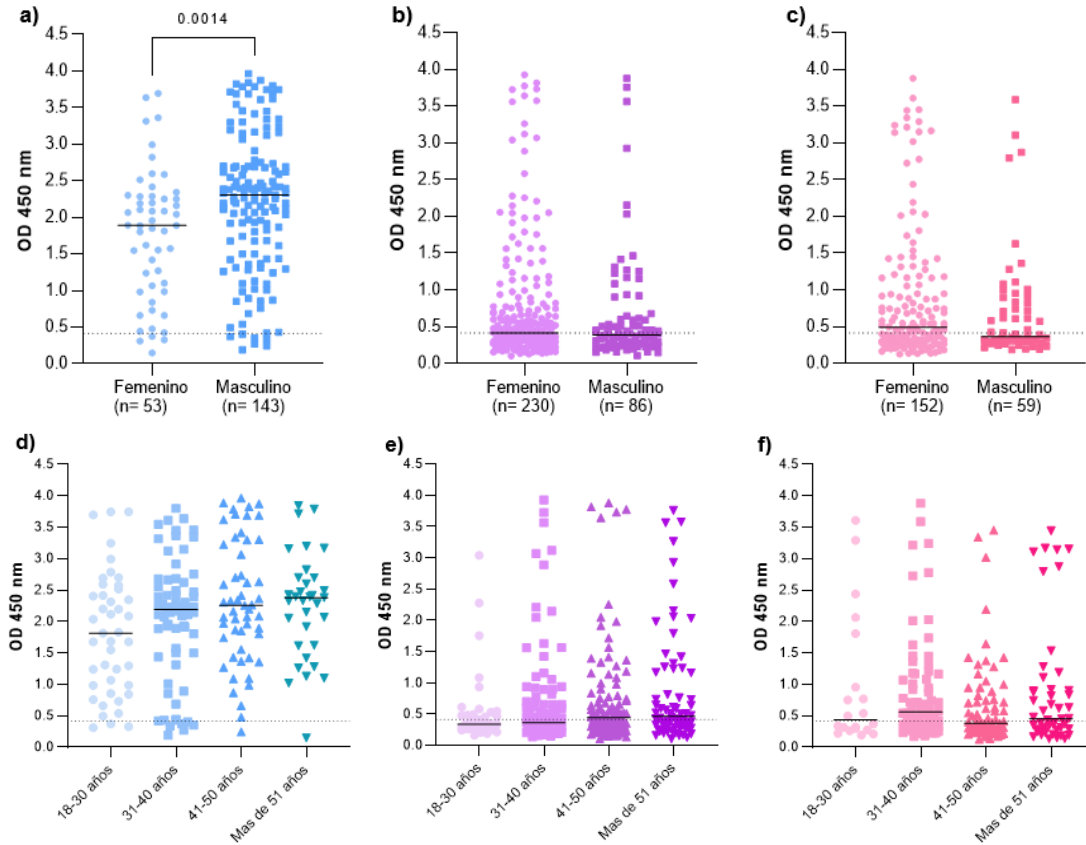 a)
0.0014
OD 450 nm
4.5
4.0
3.5
3.0
2.5
2.0
1.5
1.0
0.5
0.0
Femenino
(n= 53)
Masculino
(n= 143)
b)
OD 450 nm
4.5
4.0
3.5
3.0
2.5
2.0
1.5
1.0
0.5
0.0
Femenino
(n= 230)
Masculino
(n= 86)
c)
OD 450 nm
4.5
4.0
3.5
3.0
2.5
2.0
1.5
1.0
0.5
0.0
Femenino
(n= 152)
Masculino
(n= 59)
d)
OD 450 nm
4.5
4.0
3.5
3.0
2.5
2.0
1.5
1.0
0.5
0.0
18-30 años
31-40 años
41-50 años
Mas de 51 años
e)
OD 450 nm
4.5
4.0
3.5
3.0
2.5
2.0
1.5
1.0
0.5
0.0
18-30 años
31-40 años
41-50 años
Mas de 51 años
f)
OD 450 nm
4.5
4.0
3.5
3.0
2.5
2.0
1.5
1.0
0.5
0.0
18-30 años
31-40 años
41-50 años
Mas de 51 años